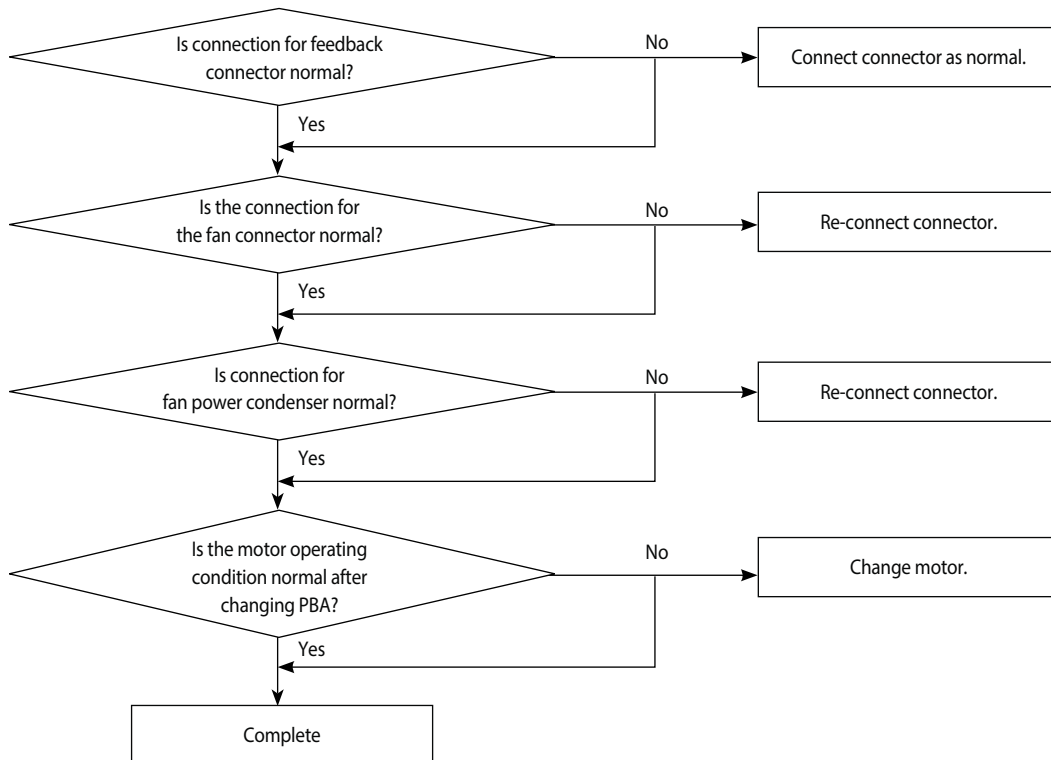 Is connection for feedback
connector normal?
No
Connect connector as normal.
Yes
Is the connection for
the fan connector normal?
No
Re-connect connector.
Yes
Is connection for
fan power condenser normal?
No
Re-connect connector.
Yes
Is the motor operating
condition normal after
changing PBA?
No
Change motor.
Yes
Complete